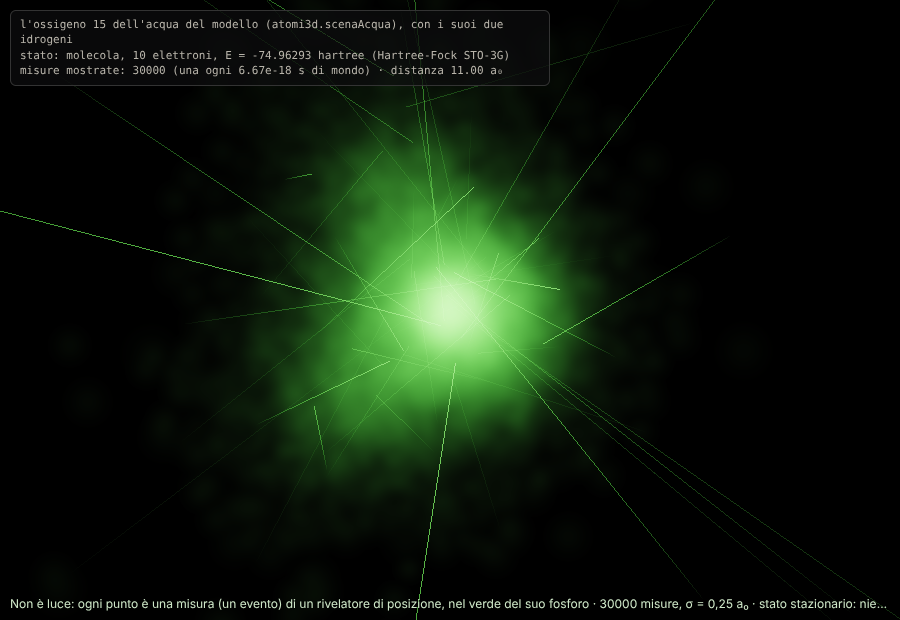 l'ossigeno 15 dell'acqua del modello (atomi3d.scenaAcqua), con i suoi due
idrogeni
stato: molecola, 10 elettroni, E = -74.96293 hartree (Hartree-Fock STO-3G)
misure mostrate: 30000 (una ogni 6.67e-18 s di mondo) · distanza 11.00 a₀
Non è luce: ogni punto è una misura (un evento) di un rivelatore di posizione, nel verde del suo fosforo · 30000 misure, σ = 0,25 a₀ · stato stazionario: nie…